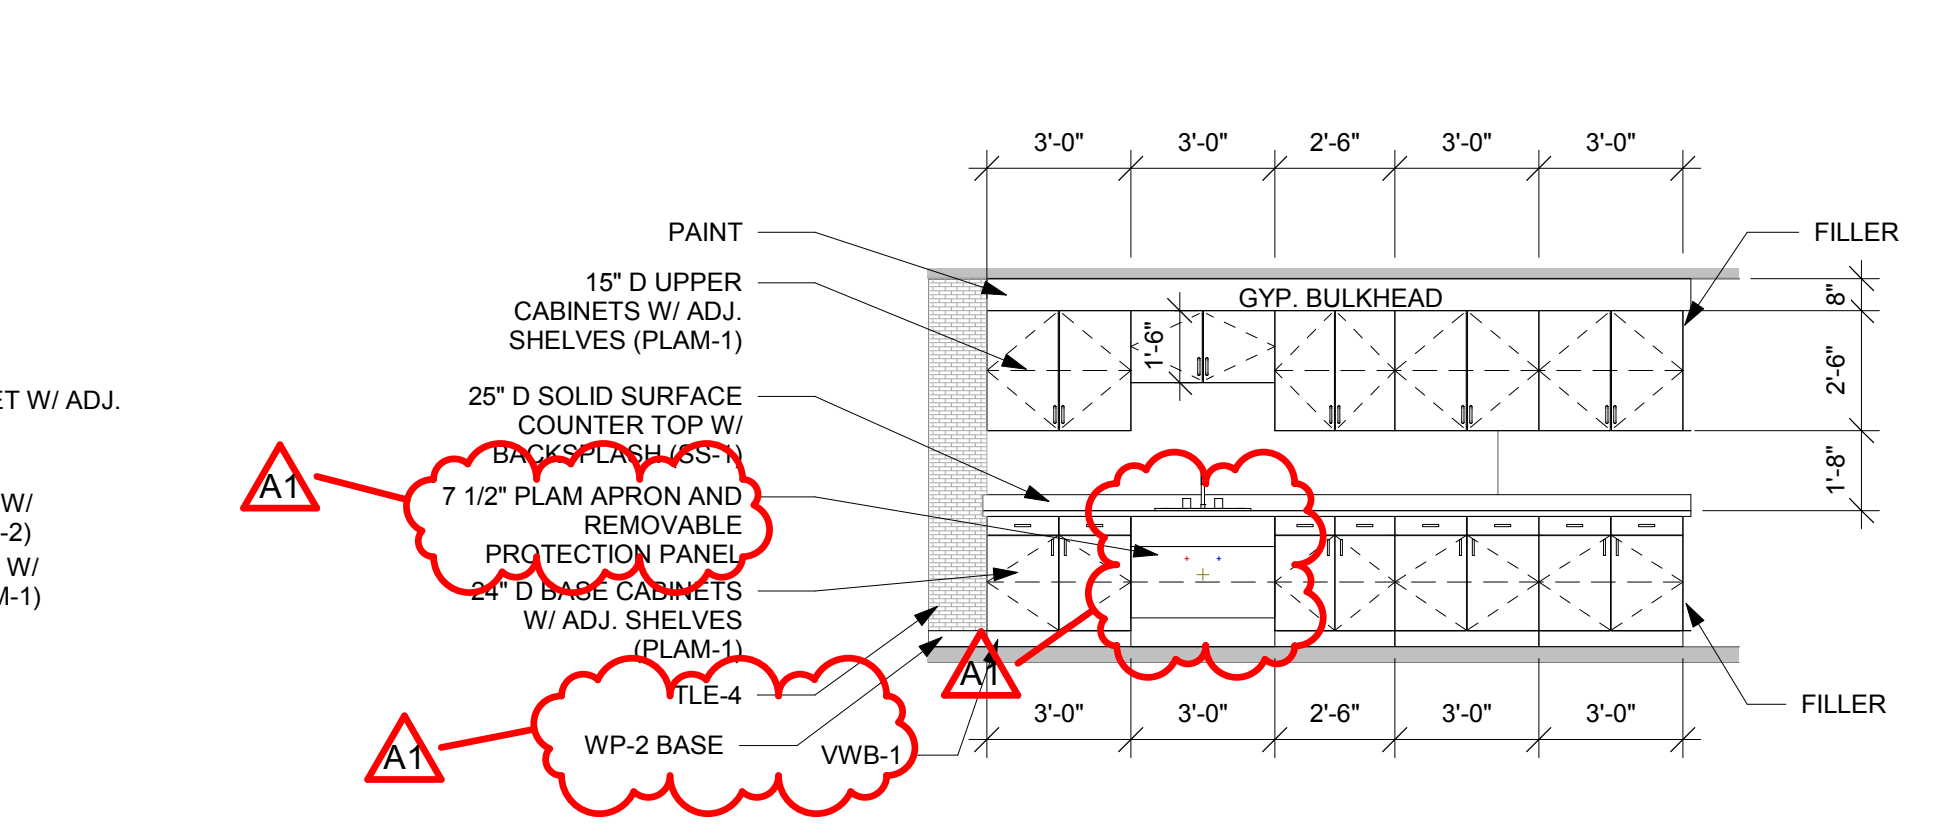 3'-0" 3'-0" 2'-6" 3'-0" 3'-0"
PAINT
FILLER
15" D UPPER
CABINETS W/ ADJ.
SHELVES (PLAM-1)
GYP. BULKHEAD
8"
1'-6"
2'-6"
ET W/ ADJ.
25" D SOLID SURFACE
COUNTER TOP W/
BACKSPLASH (SS-1)
1'-8"
A1
7 1/2" PLAM APRON AND
REMOVABLE
PROTECTION PANEL
W/
-2)
W/
M-1)
24" D BASE CABINETS
W/ ADJ. SHELVES
(PLAM-1)
A1
TLE-4
WP-2 BASE
VWB-1
A1
FILLER
3'-0" 3'-0" 2'-6" 3'-0" 3'-0"